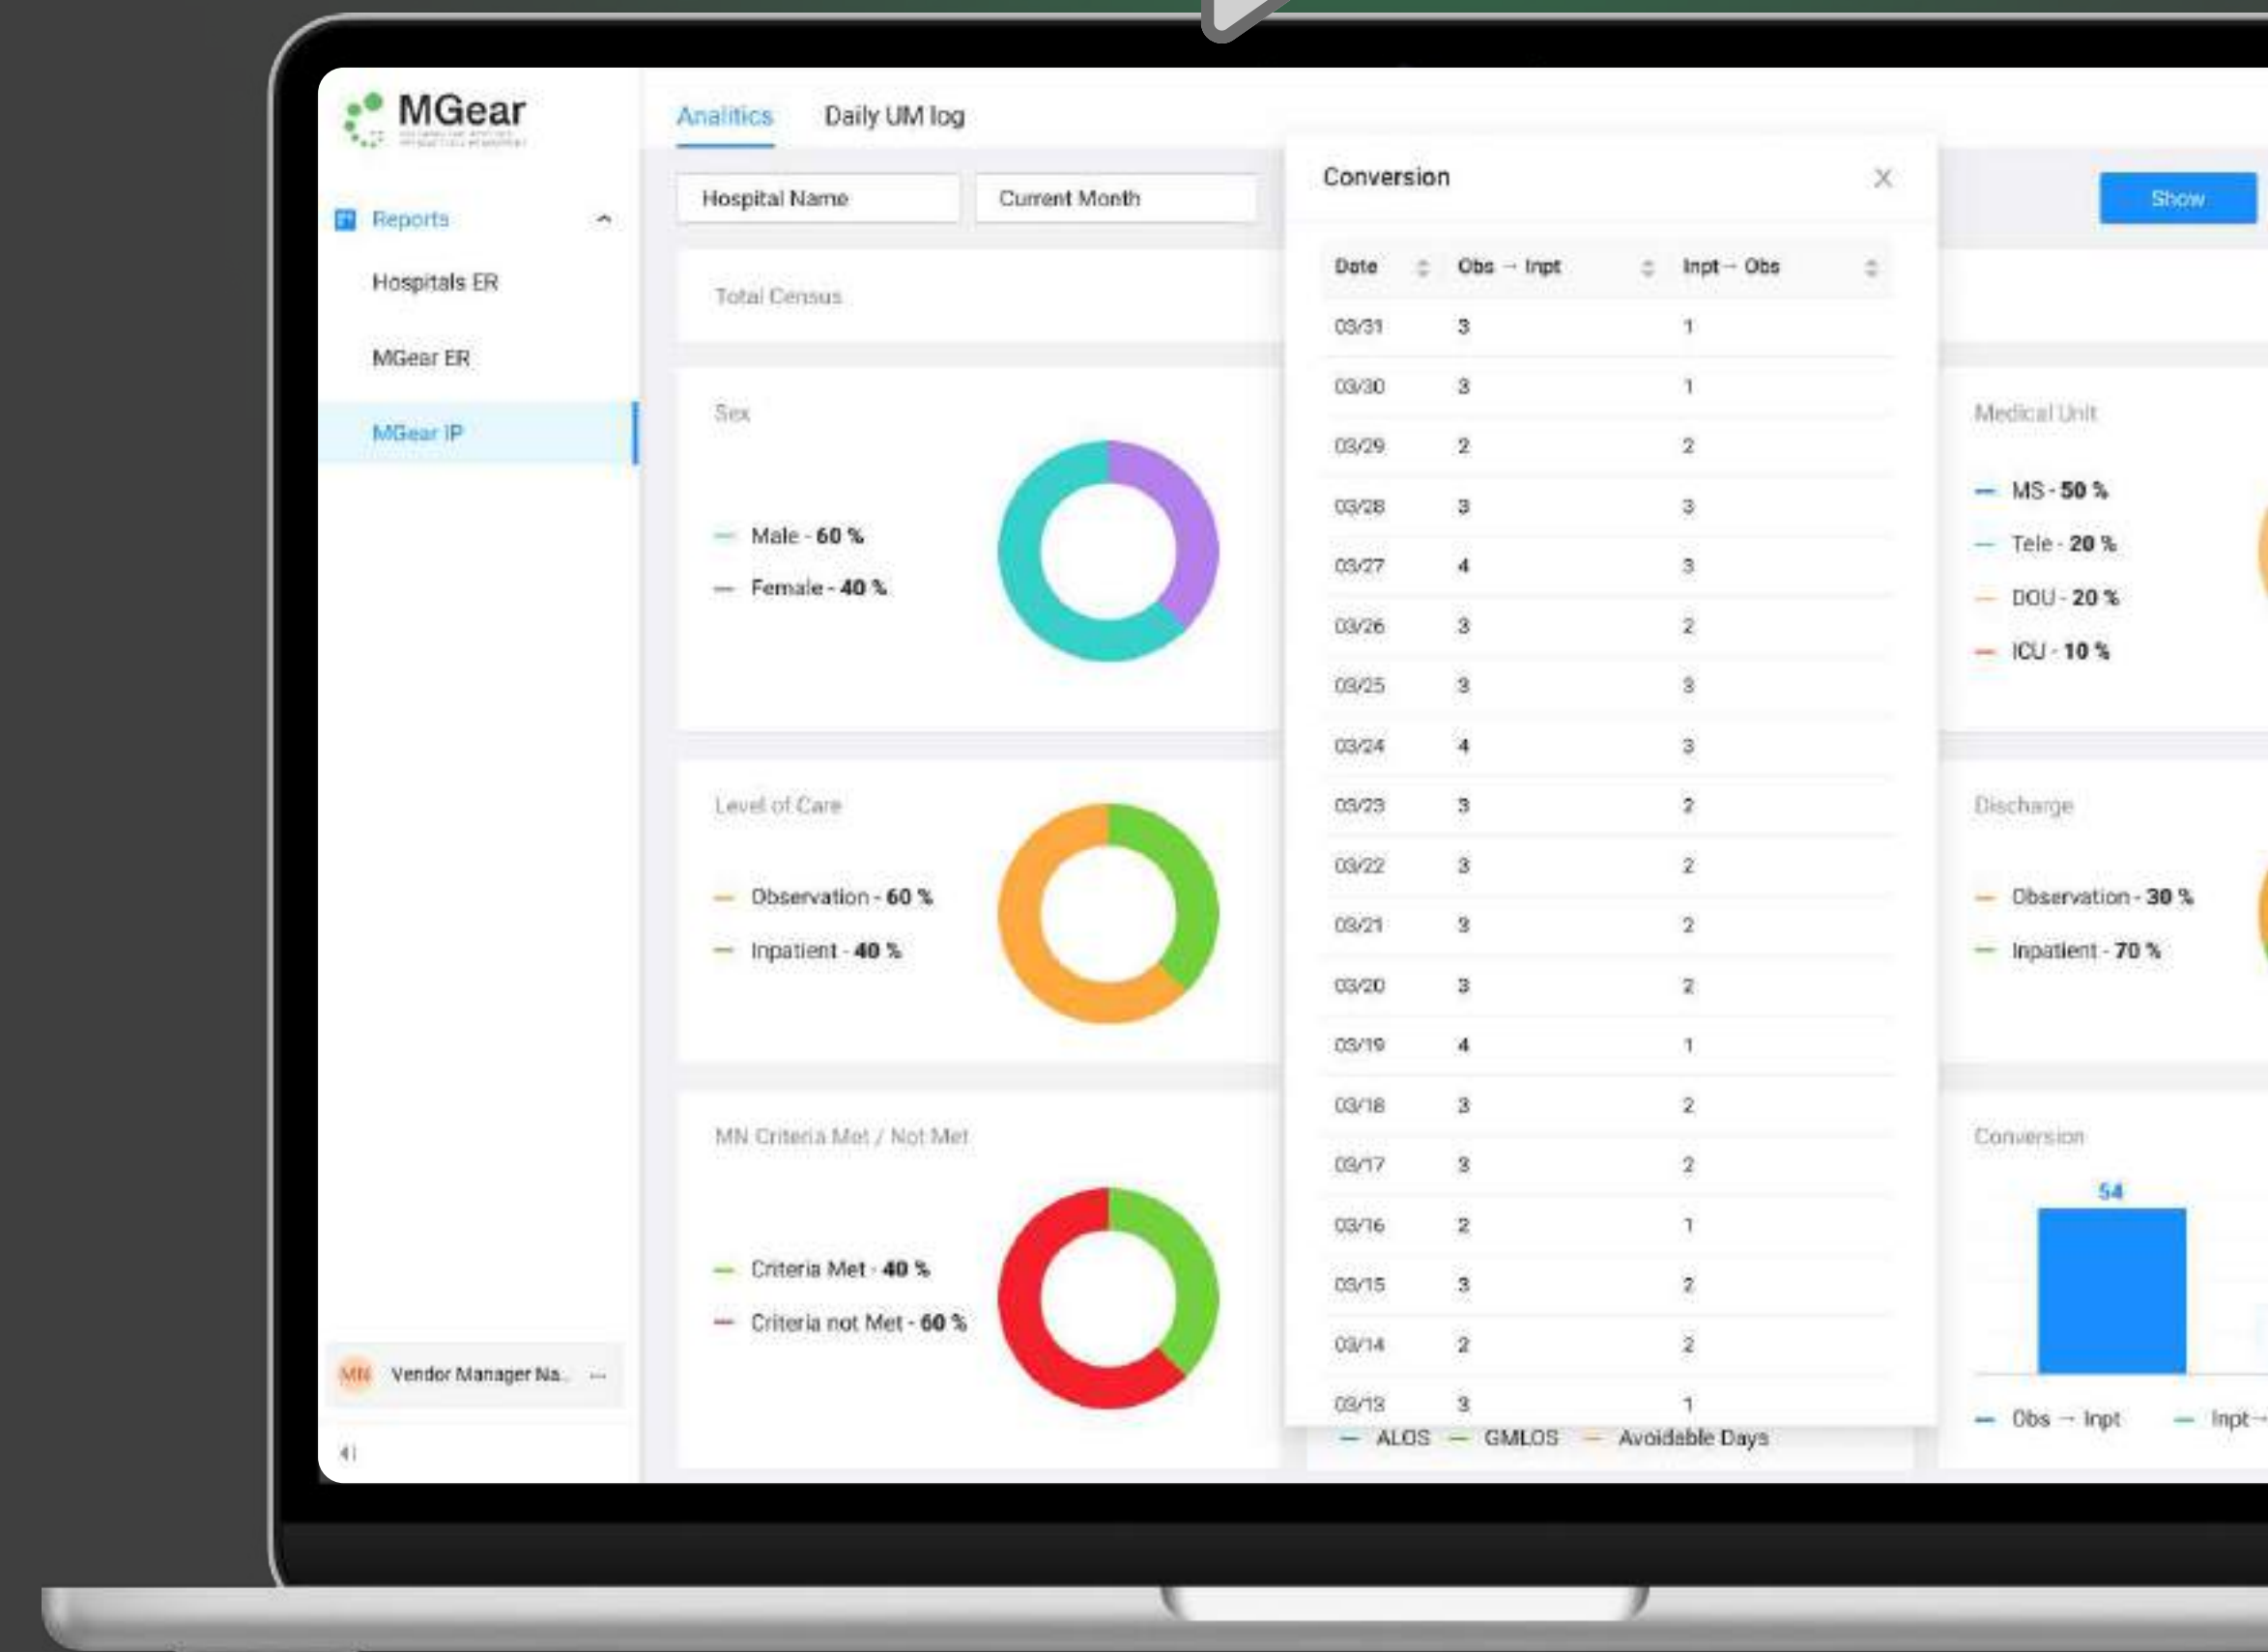 MGear
Analitics
Daily UM log
Reports
Hospitals ER
MGear ER
MGear IP
Vendor Manager Na..
MN
Hospital Name
Current Month
Show
Total Census
Sex
Male - 60 %
Female - 40 %
Level of Care
Observation - 60 %
Inpatient - 40 %
MN Criteria Met / Not Met
Criteria Met - 40 %
Criteria not Met - 60 %
Conversion
Date Obs → Inpt Inpt → Obs
03/31 3 1
03/30 3 1
03/29 2 2
03/28 3 3
03/27 4 3
03/26 3 2
03/25 3 3
03/24 4 3
03/23 3 2
03/22 3 2
03/21 3 2
03/20 3 2
03/19 4 1
03/18 3 2
03/17 3 2
03/16 2 1
03/15 3 2
03/14 2 2
03/13 3 1
ALOS GMLOS Avoidable Days
Medical Unit
MS - 50 %
Tele - 20 %
DOU - 20 %
ICU - 10 %
Discharge
Observation - 30 %
Inpatient - 70 %
Conversion
54
Obs → Inpt Inpt →